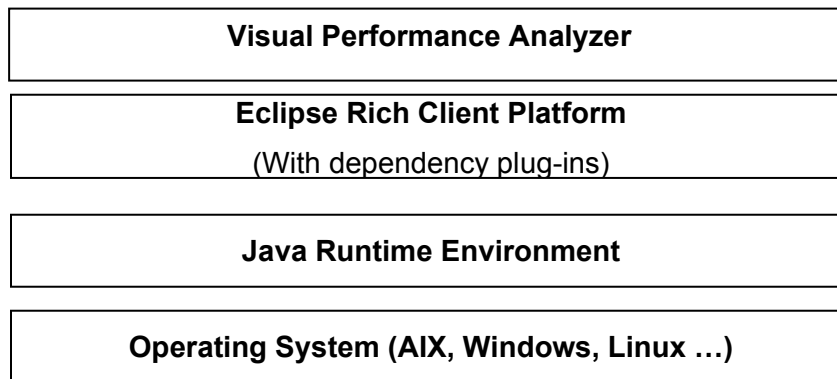 Visual Performance Analyzer
Eclipse Rich Client Platform
(With dependency plug-ins)
Java Runtime Environment
Operating System (AIX, Windows, Linux …)